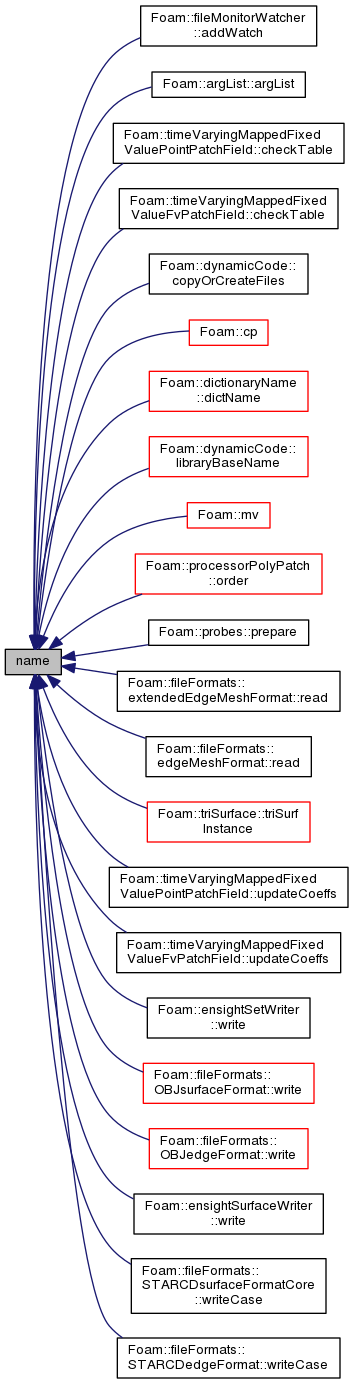 Foam::fileMonitorWatcher
::addWatch
Foam::argList::argList
Foam::timeVaryingMappedFixed
ValuePointPatchField::checkTable
Foam::timeVaryingMappedFixed
ValueFvPatchField::checkTable
Foam::dynamicCode::
copyOrCreateFiles
Foam::cp
Foam::dictionaryName
::dictName
Foam::dynamicCode::
libraryBaseName
Foam::mv
Foam::processorPolyPatch
::order
Foam::probes::prepare
name
Foam::fileFormats::
extendedEdgeMeshFormat::read
Foam::fileFormats::
edgeMeshFormat::read
Foam::triSurface::triSurf
Instance
Foam::timeVaryingMappedFixed
ValuePointPatchField::updateCoeffs
Foam::timeVaryingMappedFixed
ValueFvPatchField::updateCoeffs
Foam::ensightSetWriter
::write
Foam::fileFormats::
OBJsurfaceFormat::write
Foam::fileFormats::
OBJedgeFormat::write
Foam::ensightSurfaceWriter
::write
Foam::fileFormats::
STARCDsurfaceFormatCore
::writeCase
Foam::fileFormats::
STARCDedgeFormat::writeCase